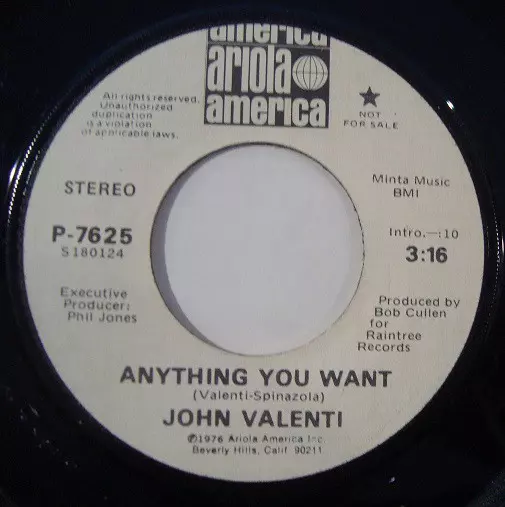 america
ariola
america
All rights reserved.
Unauthorized
duplication
is a violation
of applicable laws.
★
NOT
FOR SALE
STEREO
Minta Music
BMI
P-7625
S180124
Intro.—:10
3:16
Executive
Producer:
Phil Jones
Produced by
Bob Cullen
for
Raintree
Records
ANYTHING YOU WANT
(Valenti-Spinazola)
JOHN VALENTI
℗1976 Ariola America Inc.
Beverly Hills, Calif. 90211